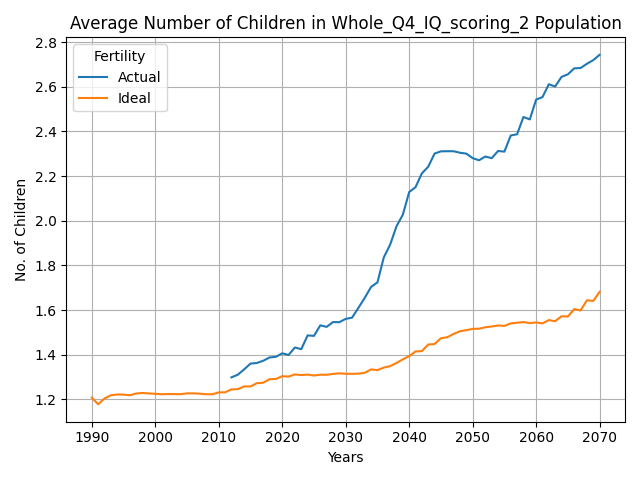 Average Number of Children in Whole_Q4_IQ_scoring_2 Population
Fertility
Actual
Ideal
No. of Children
2.8
2.6
2.4
2.2
2.0
1.8
1.6
1.4
1.2
1990 2000 2010 2020 2030 2040 2050 2060 2070
Years